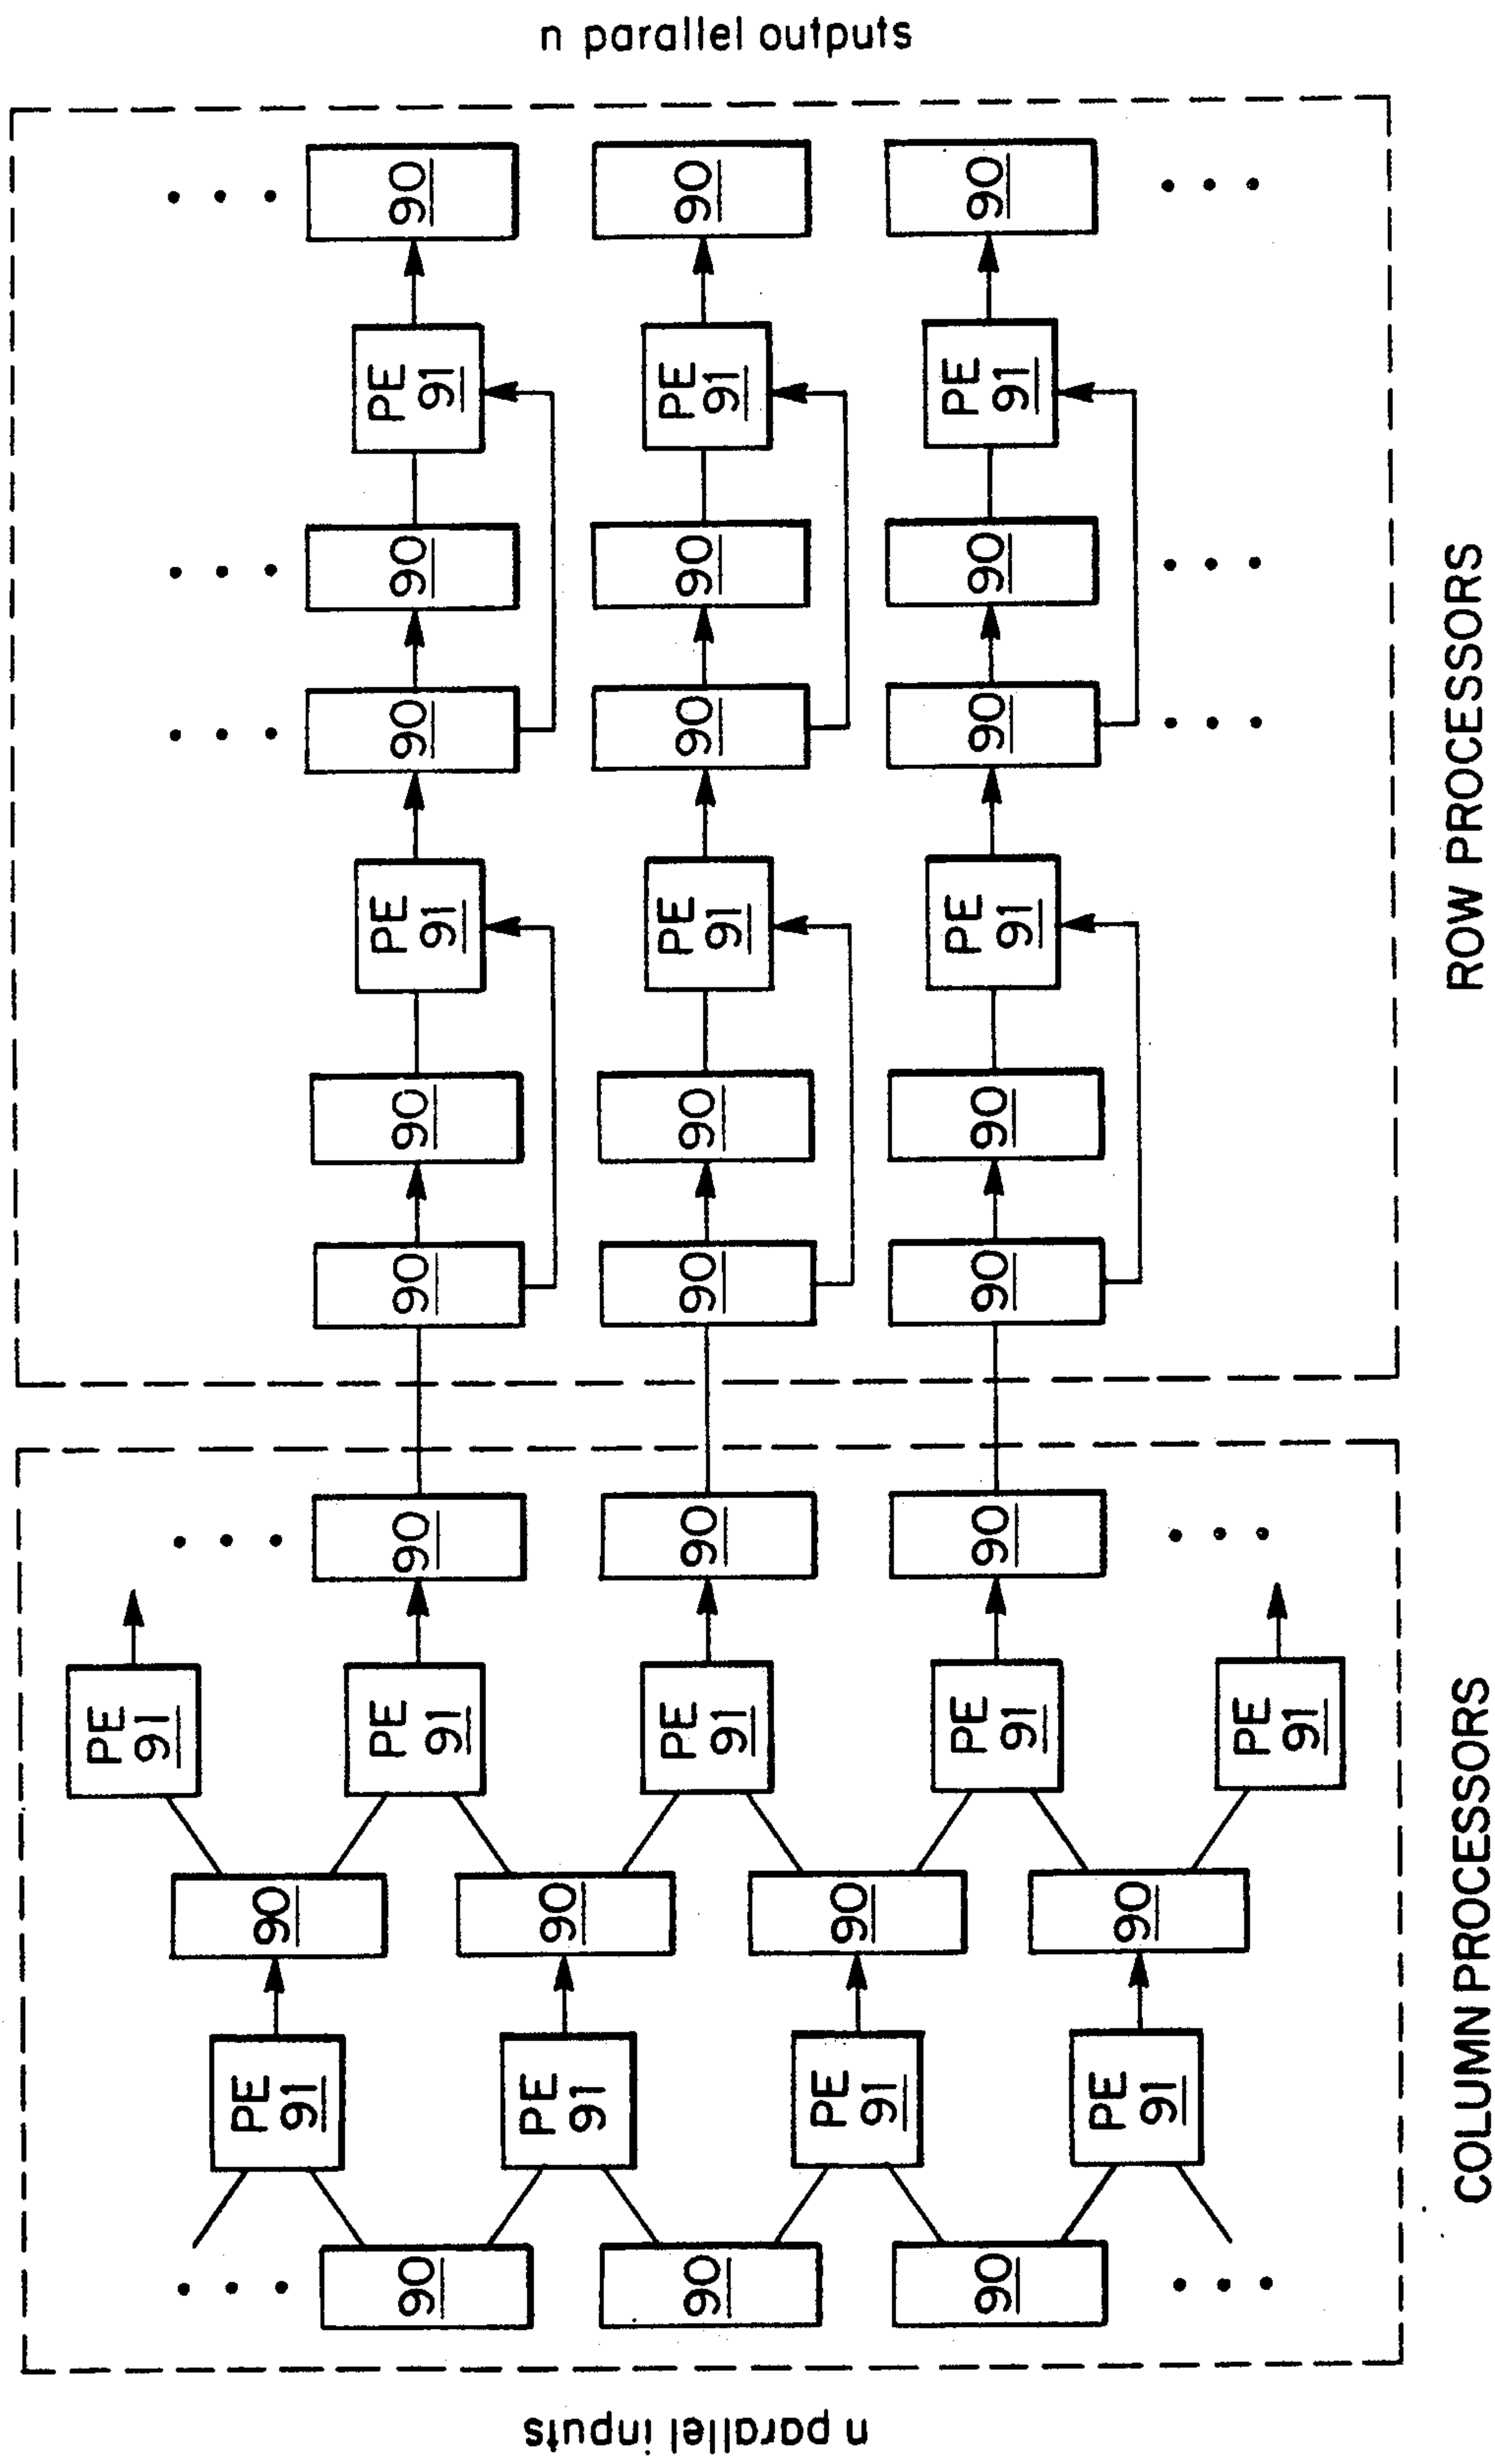 n parallel outputs
90 90 90
PE PE PE
91 91 91
90 90 90
90 90 90
PE PE PE
91 91 91
90 90 90
90 90 90
ROW PROCESSORS
90 90 90
PE PE PE PE PE
91 91 91 91 91
90 90 90 90
PE PE PE PE
91 91 91 91
90 90 90
COLUMN PROCESSORS
n parallel inputs